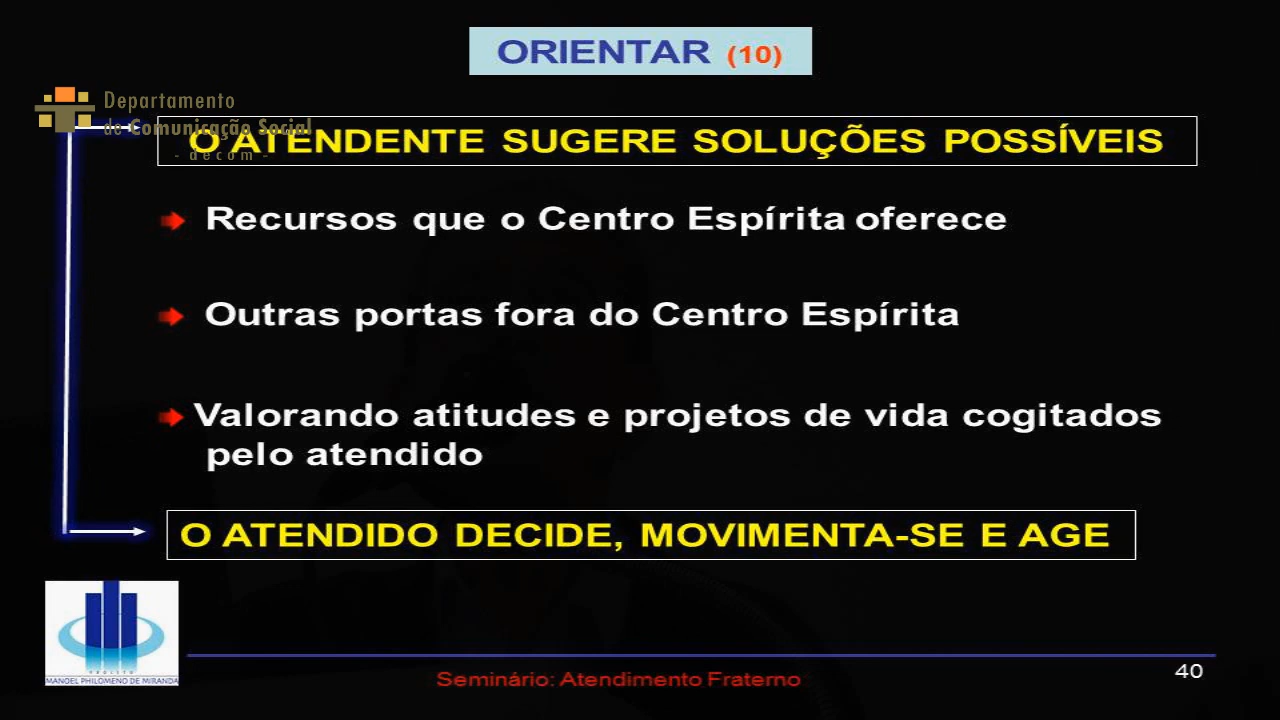 ORIENTAR (10)
Departamento
de Comunicação Social
- decom -
O ATENDENTE SUGERE SOLUÇÕES POSSÍVEIS
Recursos que o Centro Espírita oferece
Outras portas fora do Centro Espírita
Valorando atitudes e projetos de vida cogitados
pelo atendido
O ATENDIDO DECIDE, MOVIMENTA-SE E AGE
PROJETO
MANOEL PHILOMENO DE MIRANDA
Seminário: Atendimento Fraterno
40